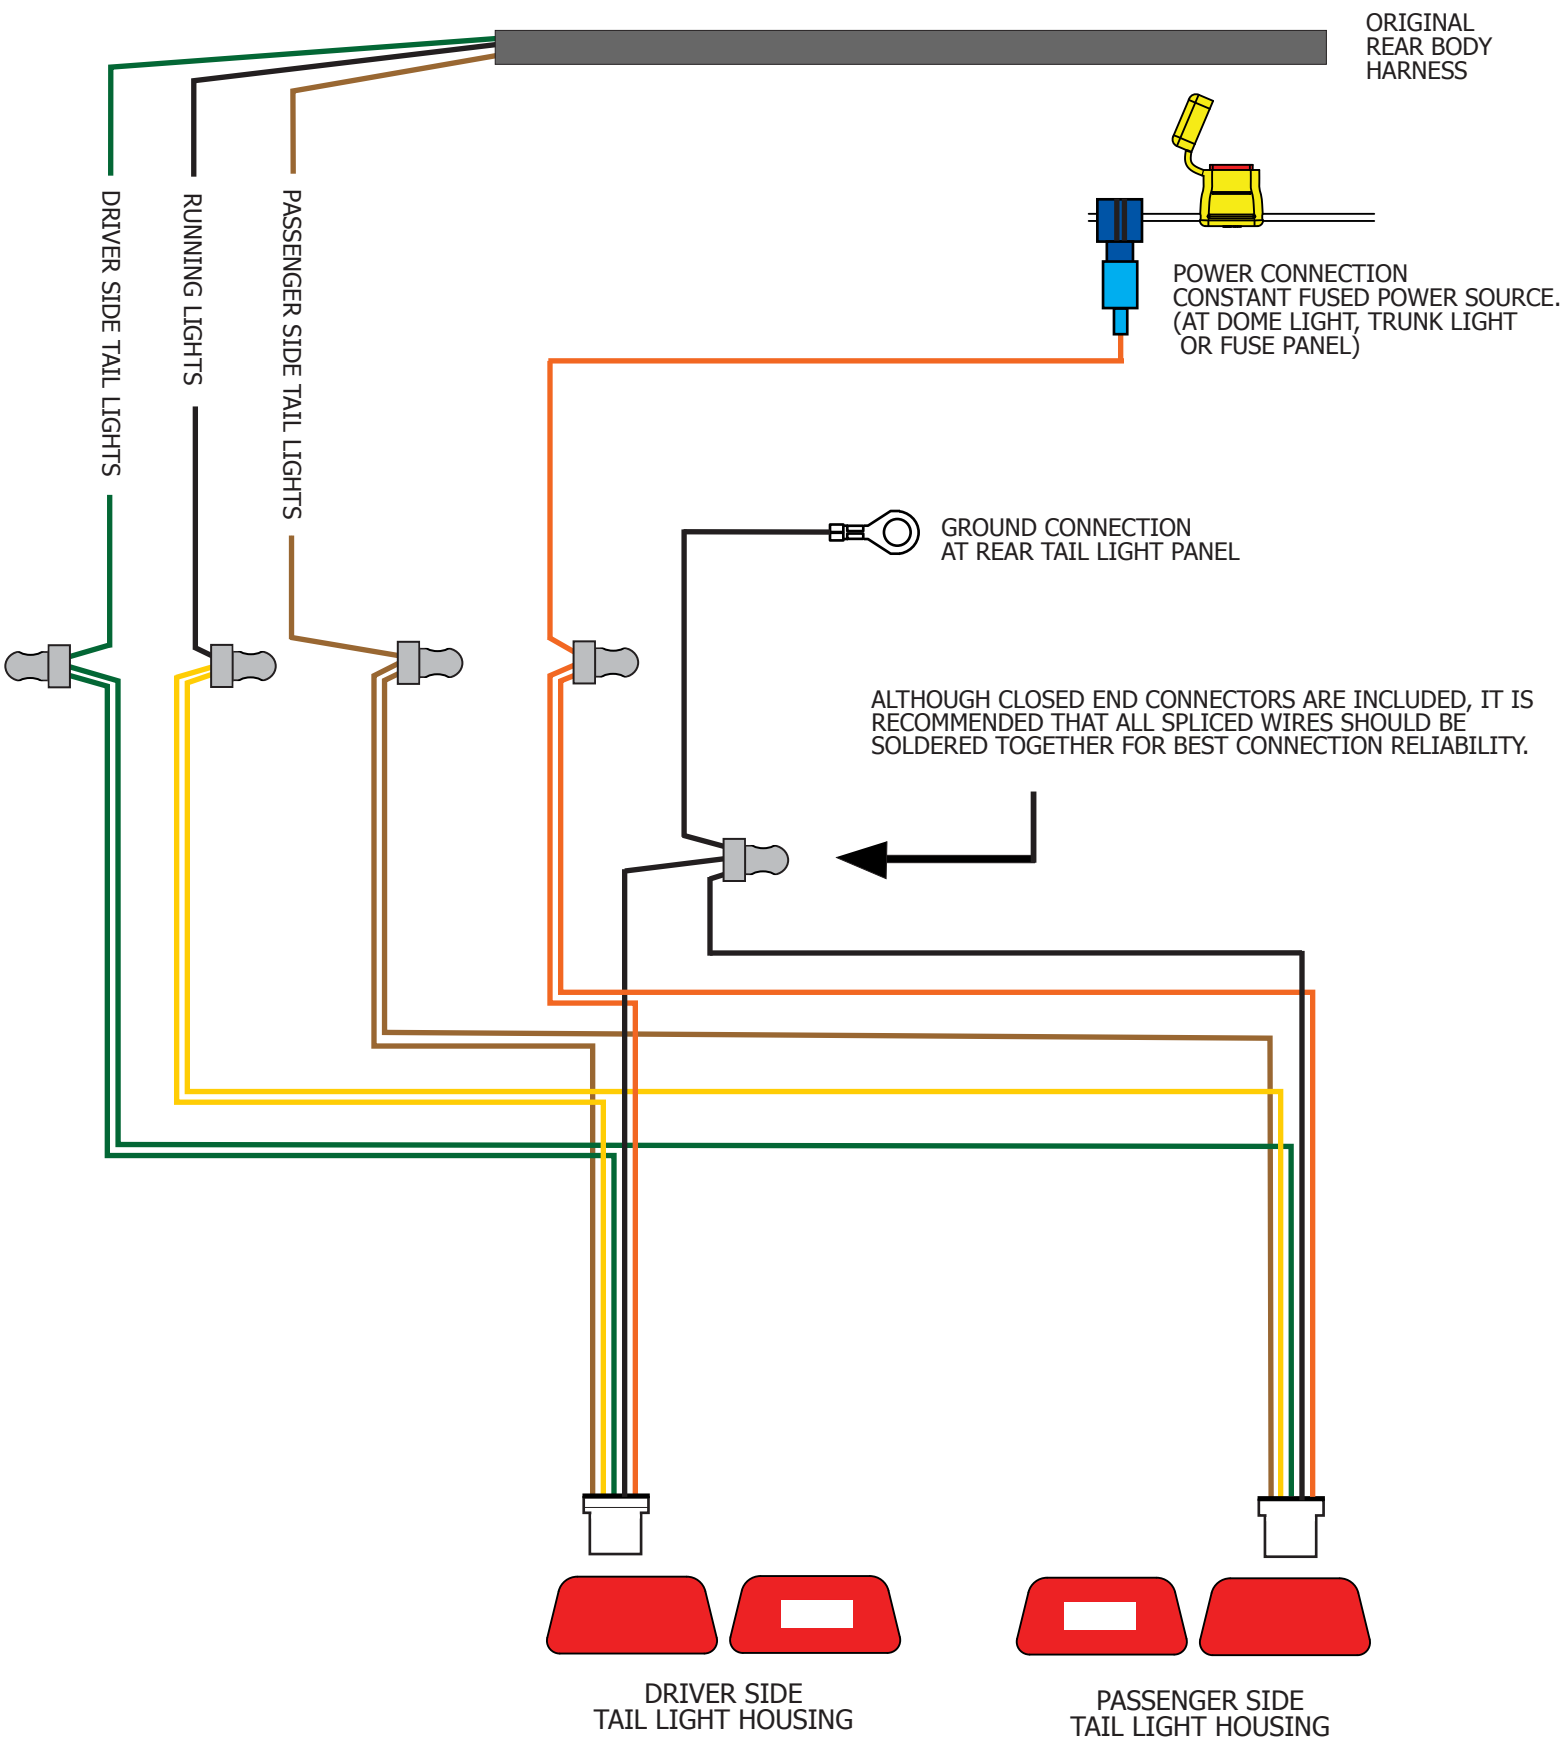 ORIGINAL
REAR BODY
HARNESS
POWER CONNECTION
CONSTANT FUSED POWER SOURCE.
(AT DOME LIGHT, TRUNK LIGHT
OR FUSE PANEL)
DRIVER SIDE TAIL LIGHTS
RUNNING LIGHTS
PASSENGER SIDE TAIL LIGHTS
GROUND CONNECTION
AT REAR TAIL LIGHT PANEL
ALTHOUGH CLOSED END CONNECTORS ARE INCLUDED, IT IS
RECOMMENDED THAT ALL SPLICED WIRES SHOULD BE
SOLDERED TOGETHER FOR BEST CONNECTION RELIABILITY.
DRIVER SIDE
TAIL LIGHT HOUSING
PASSENGER SIDE
TAIL LIGHT HOUSING